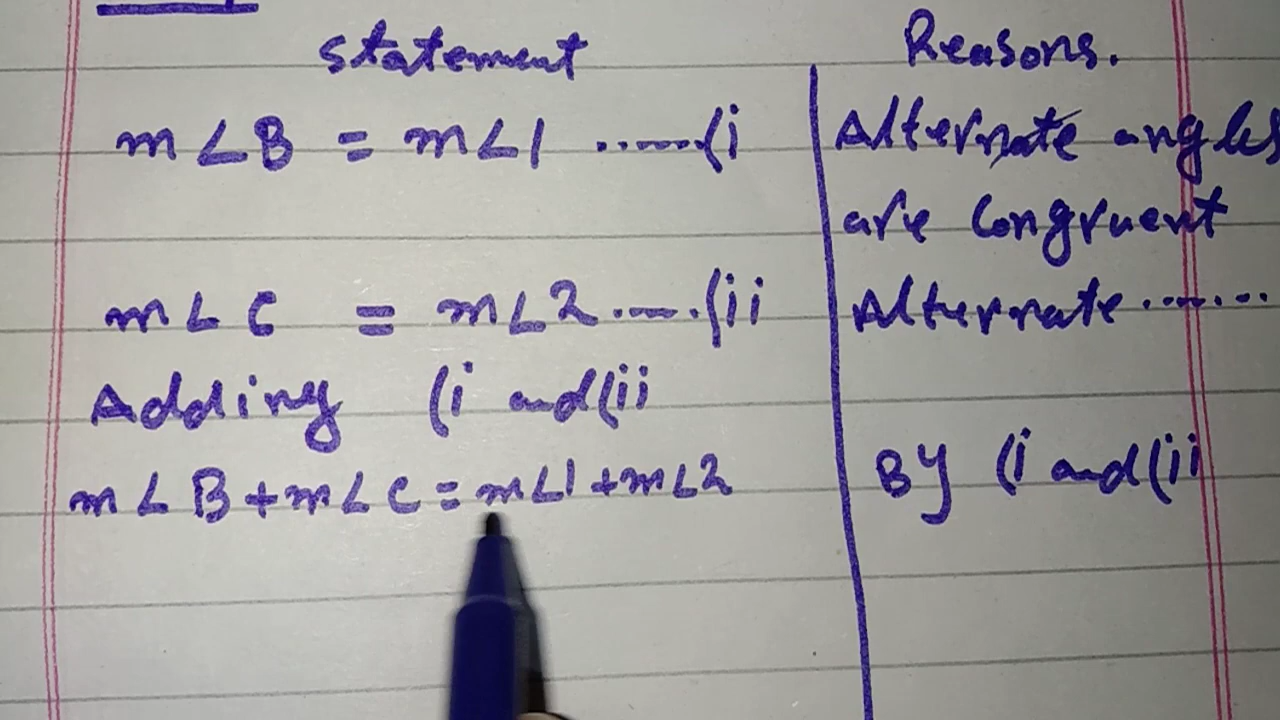 statement
Reasons.
m∠B = m∠1 ......(i
Alternate angles
are congruent
m∠C = m∠2......(ii
Alternate.......
Adding (i and(ii
m∠B+m∠C=m∠1+m∠2
By (i and(ii